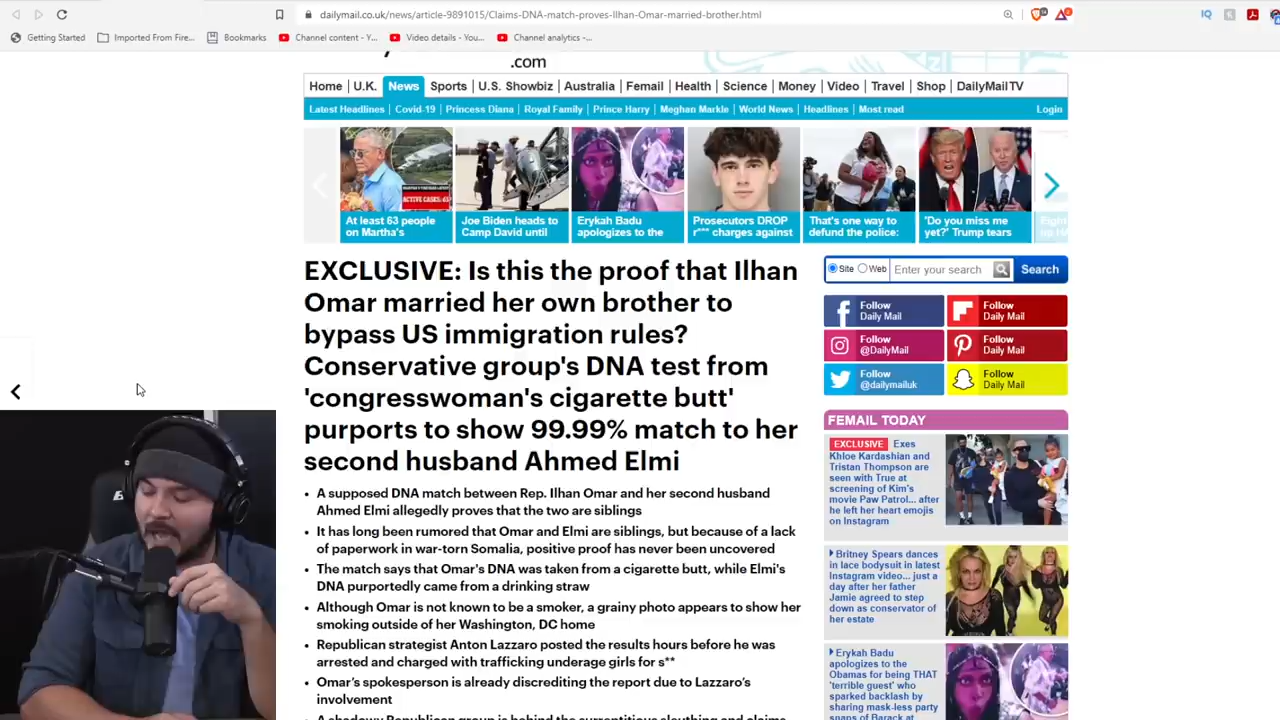 dailymail.co.uk/news/article-9891015/Claims-DNA-match-proves-Ilhan-Omar-married-brother.html
IQ
Getting Started
Imported From Fire...
Bookmarks
Channel content - Y...
Video details - You...
Channel analytics -...
.com
Home | U.K. | News | Sports | U.S. Showbiz | Australia | Femail | Health | Science | Money | Video | Travel | Shop | DailyMailTV
Latest Headlines | Covid-19 | Princess Diana | Royal Family | Prince Harry | Meghan Markle | World News | Headlines | Most read
Login
At least 63 people
on Martha's
Joe Biden heads to
Camp David until
Erykah Badu
apologizes to the
Prosecutors DROP
r*** charges against
That's one way to
defund the police:
'Do you miss me
yet?' Trump tears
EXCLUSIVE: Is this the proof that Ilhan
Omar married her own brother to
bypass US immigration rules?
Conservative group's DNA test from
'congresswoman's cigarette butt'
purports to show 99.99% match to her
second husband Ahmed Elmi
• A supposed DNA match between Rep. Ilhan Omar and her second husband
Ahmed Elmi allegedly proves that the two are siblings
• It has long been rumored that Omar and Elmi are siblings, but because of a lack
of paperwork in war-torn Somalia, positive proof has never been uncovered
• The match says that Omar's DNA was taken from a cigarette butt, while Elmi's
DNA purportedly came from a drinking straw
• Although Omar is not known to be a smoker, a grainy photo appears to show her
smoking outside of her Washington, DC home
• Republican strategist Anton Lazzaro posted the results hours before he was
arrested and charged with trafficking underage girls for s**
• Omar's spokesperson is already discrediting the report due to Lazzaro's
involvement
• A shadowy Republican group is behind the surreptitious sleuthing and claims
Site Web Enter your search Search
Follow
Daily Mail
Follow
Daily Mail
Follow
@DailyMail
Follow
Daily Mail
Follow
@dailymailuk
Follow
Daily Mail
FEMAIL TODAY
EXCLUSIVE Exes
Khloe Kardashian and
Tristan Thompson are
seen with True at
screening of Kim's
movie Paw Patrol... after
he left her heart emojis
on Instagram
Britney Spears dances
in lace bodysuit in latest
Instagram video... just a
day after her father
Jamie agreed to step
down as conservator of
her estate
Erykah Badu
apologizes to the
Obamas for being THAT
'terrible guest' who
sparked backlash by
sharing mask-less party
snaps of Barack at